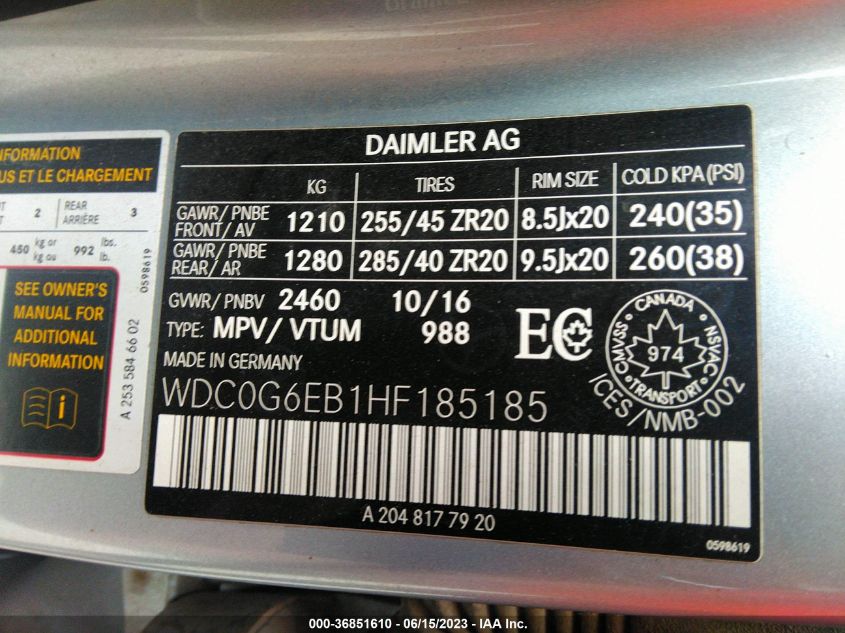 NFORMATION
US ET LE CHARGEMENT
2
REAR
ARRIÈRE
3
450
kg or
kg ou
992
lbs.
lb.
0598619
SEE OWNER'S
MANUAL FOR
ADDITIONAL
INFORMATION
A 253 584 66 02
DAIMLER AG
KG TIRES RIM SIZE COLD KPA (PSI)
GAWR/ PNBE
FRONT/ AV
1210 255/45 ZR20 8.5Jx20 240(35)
GAWR/ PNBE
REAR/ AR
1280 285/40 ZR20 9.5Jx20 260(38)
GVWR/ PNBV 2460 10/16
TYPE: MPV/ VTUM 988
EC
CANADA
CMVSS
NSVAC
974
TRANSPORT
ICES/NMB-002
MADE IN GERMANY
WDC0G6EB1HF185185
A 204 817 79 20
0598619
000-36851610 - 06/15/2023 - IAA Inc.